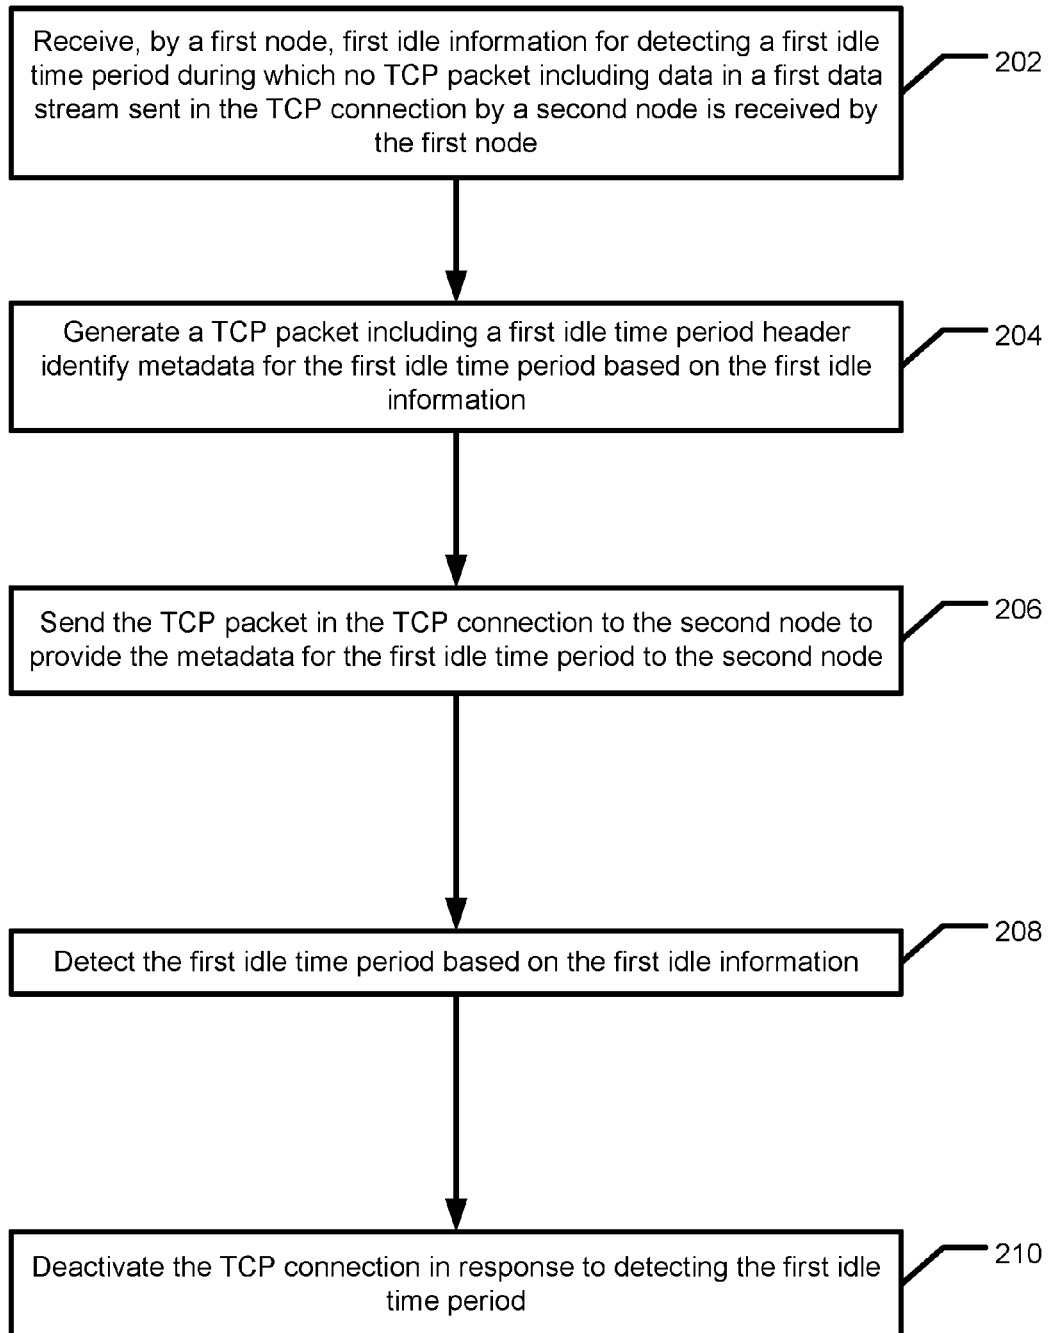 Receive, by a first node, first idle information for detecting a first idle
time period during which no TCP packet including data in a first data
stream sent in the TCP connection by a second node is received by
the first node
202
Generate a TCP packet including a first idle time period header
identify metadata for the first idle time period based on the first idle
information
204
Send the TCP packet in the TCP connection to the second node to
provide the metadata for the first idle time period to the second node
206
Detect the first idle time period based on the first idle information
208
Deactivate the TCP connection in response to detecting the first idle
time period
210